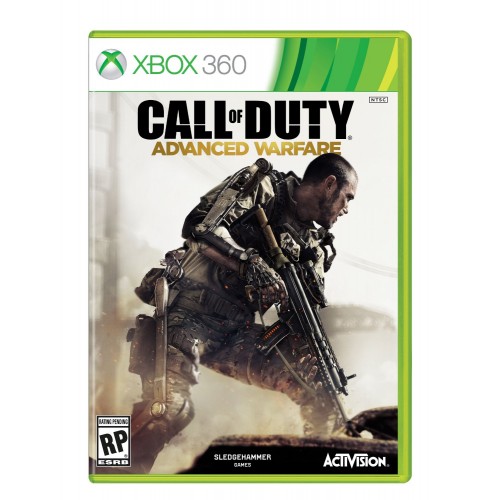 XBOX 360
NTSC
CALL OF DUTY®
ADVANCED WARFARE
RATING PENDING
RP
ESRB
SLEDGEHAMMER
GAMES
ACTIVISION®